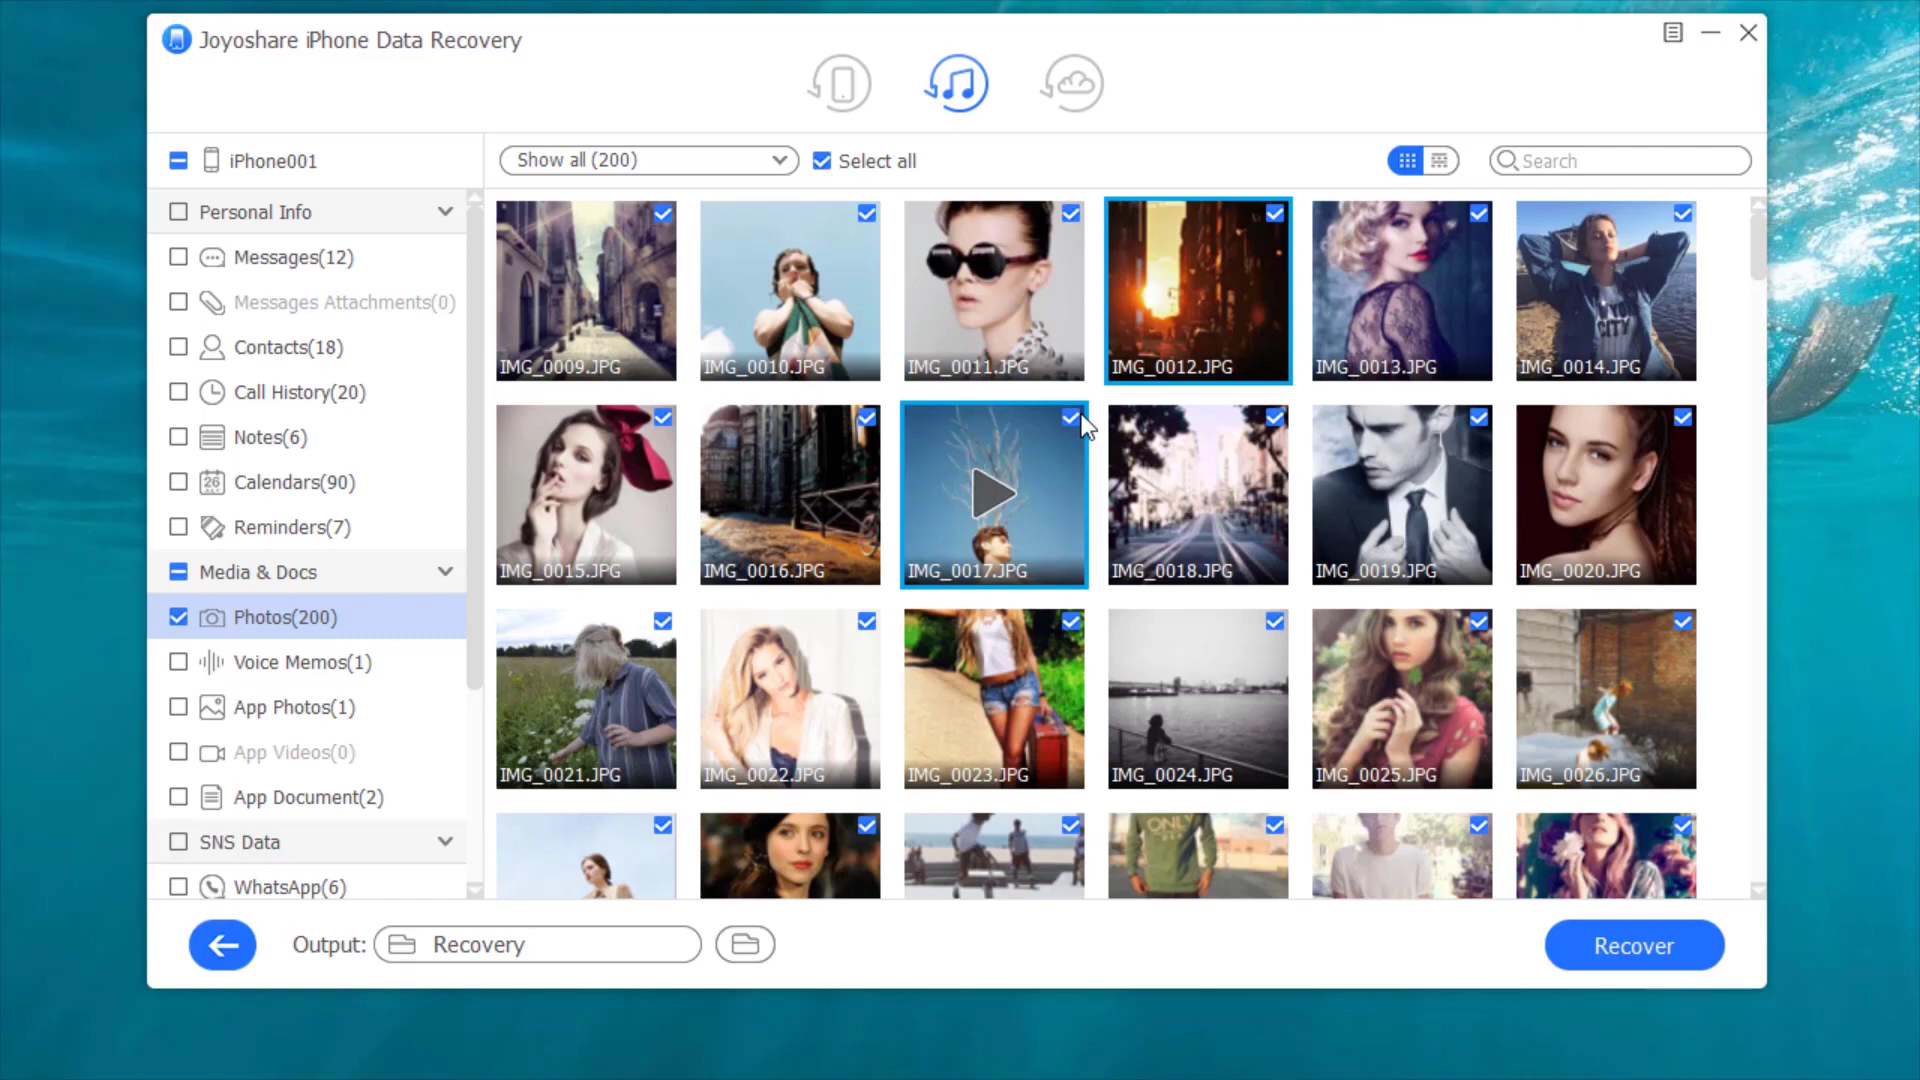 Joyoshare iPhone Data Recovery
iPhone001
Show all (200)
Select all
Search
Personal Info
Messages(12)
Messages Attachments(0)
Contacts(18)
Call History(20)
Notes(6)
26
Calendars(90)
Reminders(7)
Media & Docs
Photos(200)
Voice Memos(1)
App Photos(1)
App Videos(0)
App Document(2)
SNS Data
WhatsApp(6)
IMG_0009.JPG
IMG_0010.JPG
IMG_0011.JPG
IMG_0012.JPG
IMG_0013.JPG
CITY
IMG_0014.JPG
IMG_0015.JPG
IMG_0016.JPG
IMG_0017.JPG
IMG_0018.JPG
IMG_0019.JPG
IMG_0020.JPG
IMG_0021.JPG
IMG_0022.JPG
IMG_0023.JPG
IMG_0024.JPG
IMG_0025.JPG
IMG_0026.JPG
ONLY
Output:
Recovery
Recover